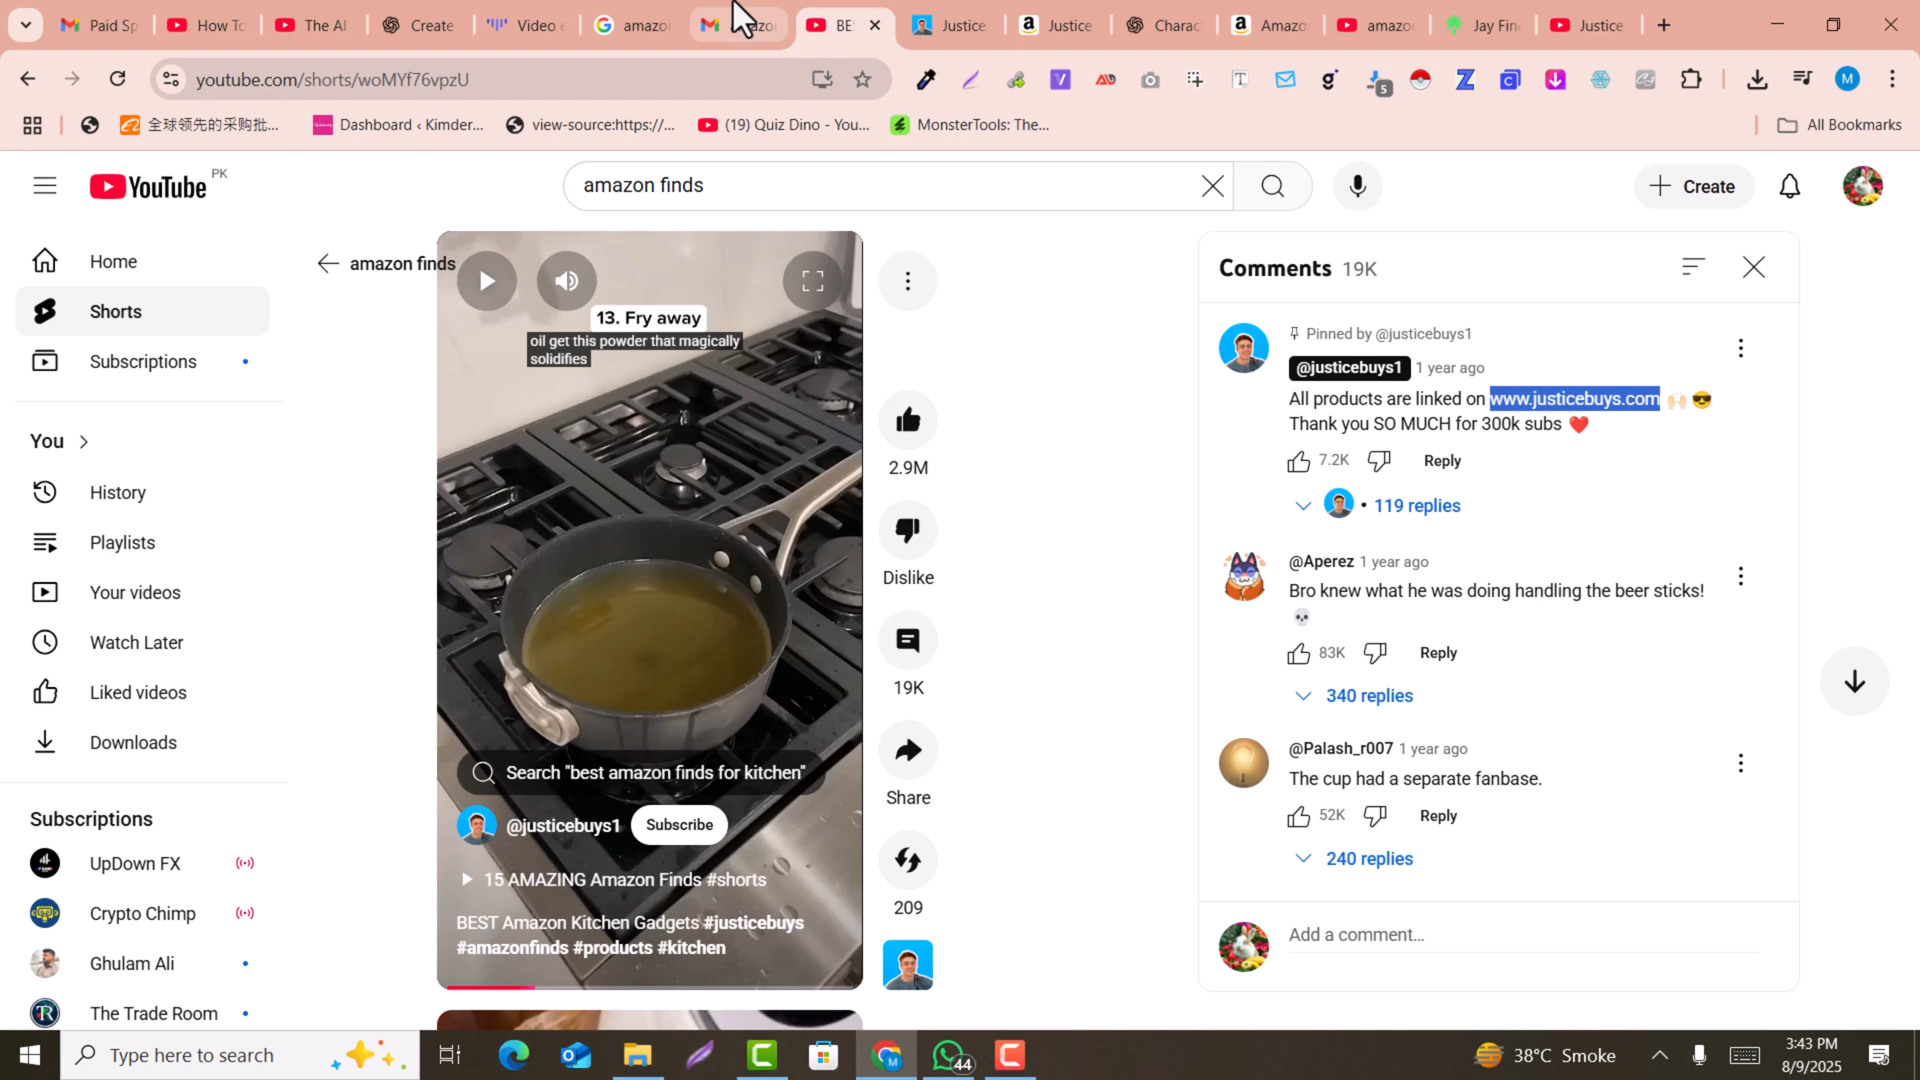 Paid Sp
How To
The AI
Create
Video e
amazon
azon
BE
Justice
Justice
Charac
Amazo
amazo
Jay Fin
Justice
youtube.com/shorts/woMYf76vpzU
5
M
全球领先的采购批...
Dashboard ‹ Kimder...
view-source:https://...
(19) Quiz Dino - You...
MonsterTools: The...
All Bookmarks
YouTube PK
amazon finds
Create
Home
Shorts
Subscriptions
You
History
Playlists
Your videos
Watch Later
Liked videos
Downloads
Subscriptions
UpDown FX
Crypto Chimp
Ghulam Ali
The Trade Room
amazon finds
13. Fry away
oil get this powder that magically
solidifies
Search "best amazon finds for kitchen"
@justicebuys1 Subscribe
15 AMAZING Amazon Finds #shorts
BEST Amazon Kitchen Gadgets #justicebuys
#amazonfinds #products #kitchen
2.9M
Dislike
19K
Share
209
Comments 19K
Pinned by @justicebuys1
@justicebuys1 1 year ago
All products are linked on www.justicebuys.com 🙌🏻 😎
Thank you SO MUCH for 300k subs ❤️
7.2K Reply
• 119 replies
@Aperez 1 year ago
Bro knew what he was doing handling the beer sticks!
💀
83K Reply
340 replies
@Palash_r007 1 year ago
The cup had a separate fanbase.
52K Reply
240 replies
Add a comment...
Type here to search
44
38°C Smoke
3:43 PM
8/9/2025